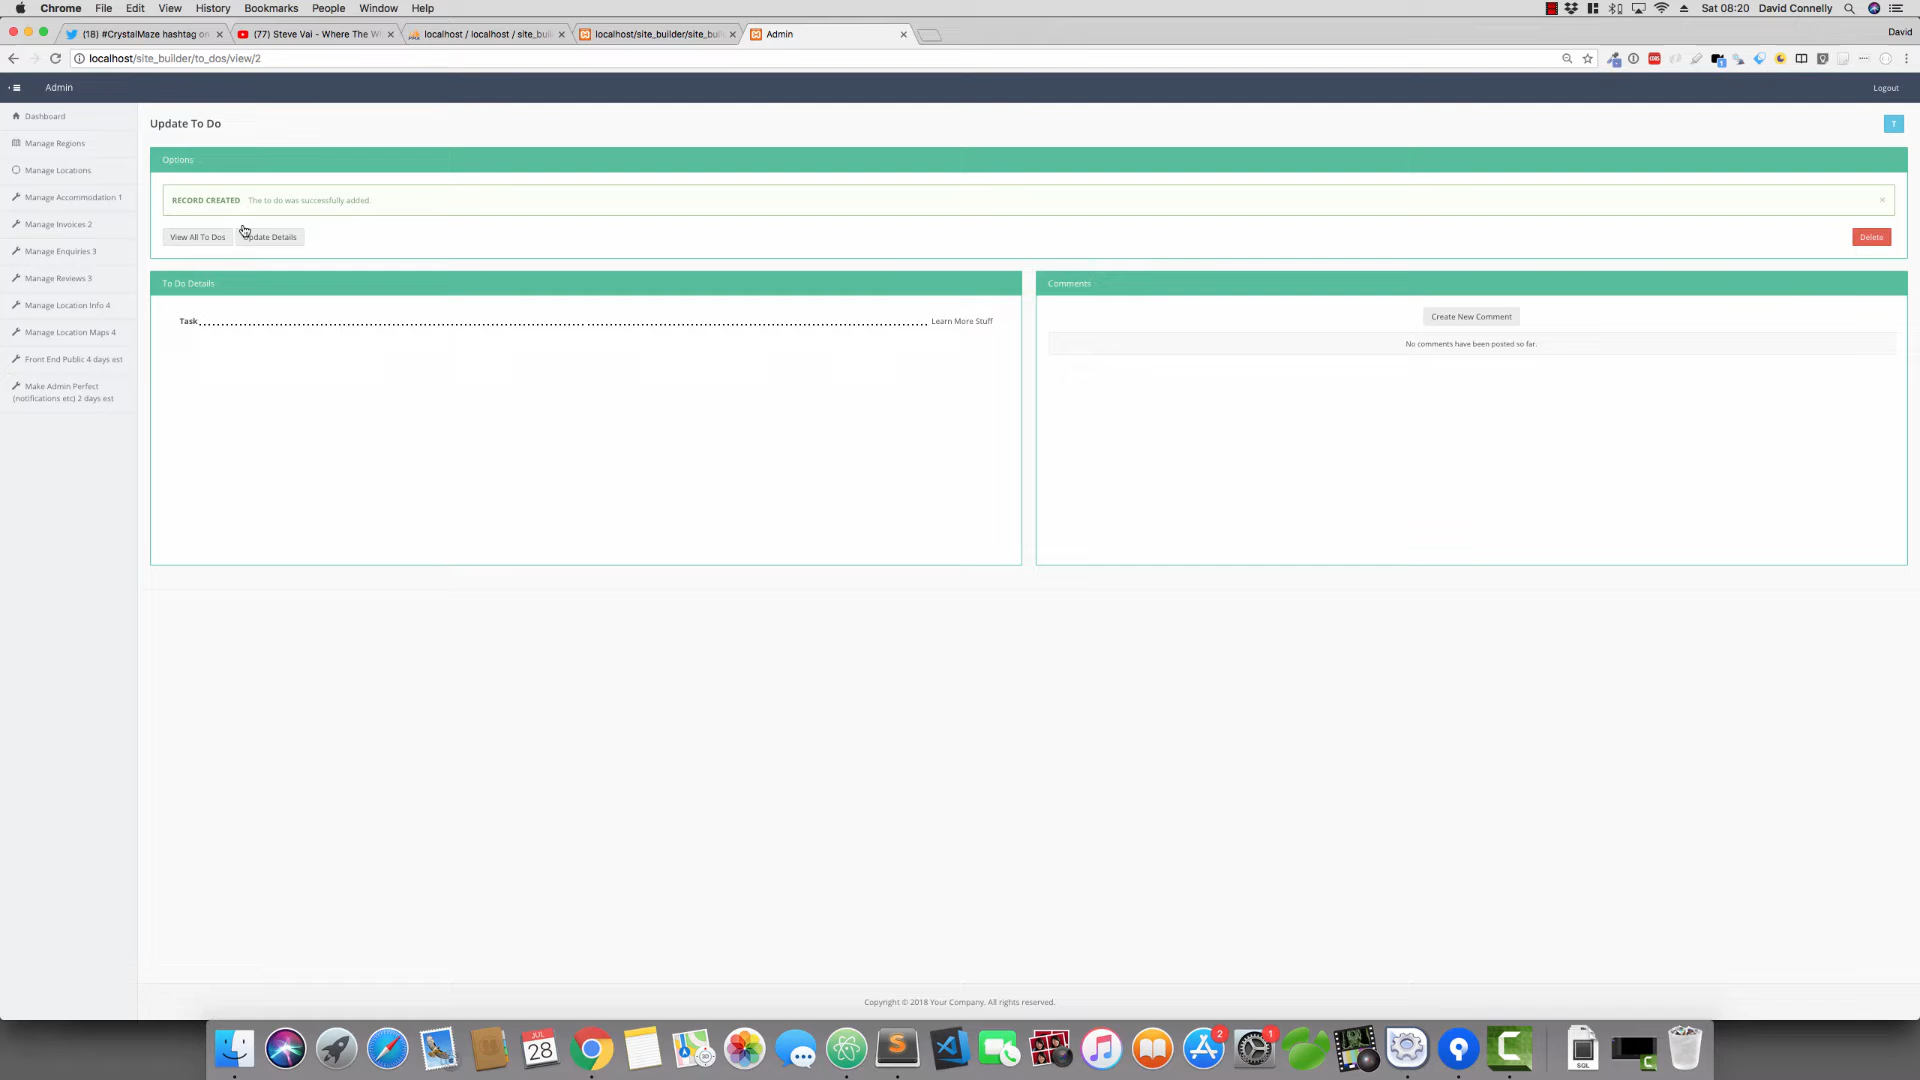 Chrome File Edit View History Bookmarks People Window Help Sat 08:20 David Connelly
(18) #CrystalMaze hashtag on (77) Steve Vai - Where The Wi localhost / localhost / site_bui localhost/site_builder/site_bui Admin David
localhost/site_builder/to_dos/view/2
Admin Logout
Dashboard
Manage Regions
Manage Locations
Manage Accommodation 1
Manage Invoices 2
Manage Enquiries 3
Manage Reviews 3
Manage Location Info 4
Manage Location Maps 4
Front End Public 4 days est
Make Admin Perfect
(notifications etc) 2 days est
Update To Do T
Options
RECORD CREATED The to do was successfully added. ×
View All To Dos Update Details Delete
To Do Details
Task Learn More Stuff
Comments
Create New Comment
No comments have been posted so far.
Copyright © 2018 Your Company. All rights reserved.
JUL
28
2
1
SQL